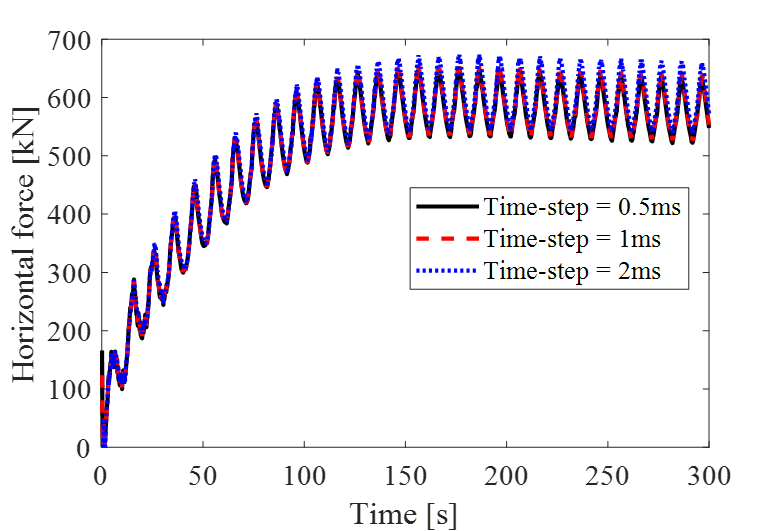 700
600
500
400
300
200
100
0
Horizontal force [kN]
Time-step = 0.5ms
Time-step = 1ms
Time-step = 2ms
0 50 100 150 200 250 300
Time [s]